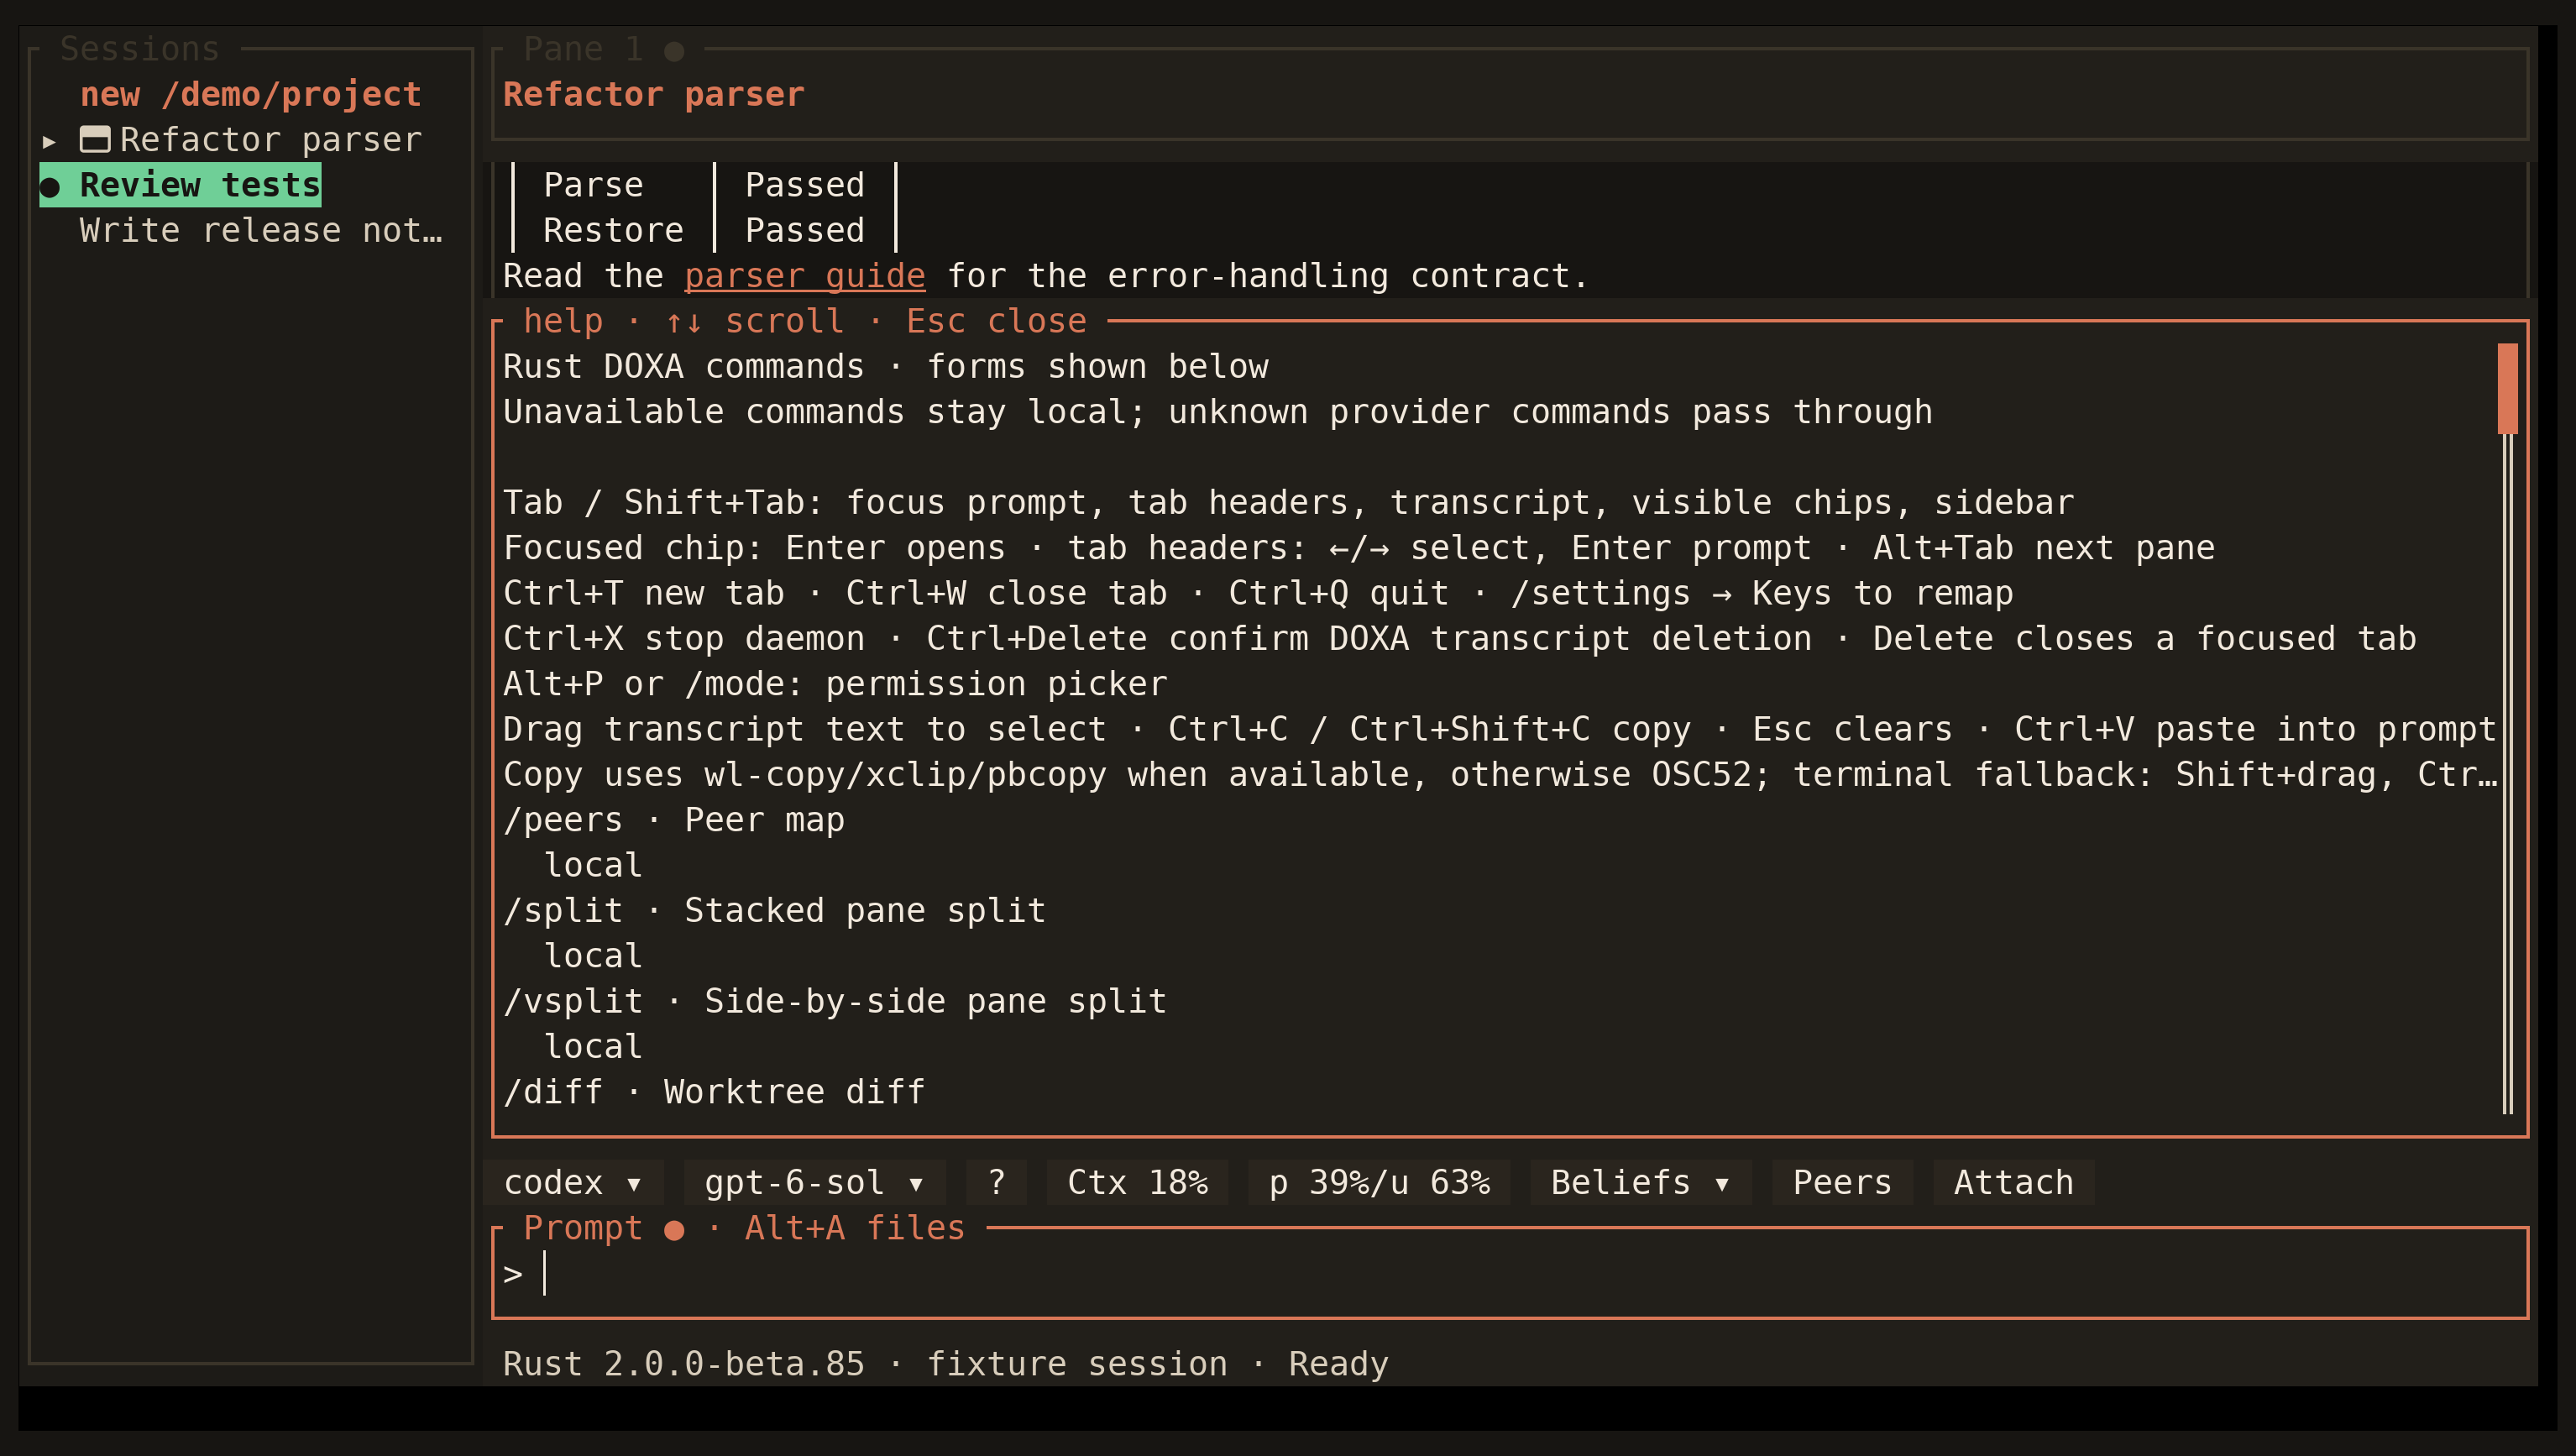 Sessions
new /demo/project
▸ Refactor parser
● Review tests
Write release not…
Pane 1 ●
Refactor parser
│ Parse │ Passed │
│ Restore │ Passed │
Read the parser guide for the error-handling contract.
help · ↑↓ scroll · Esc close
Rust DOXA commands · forms shown below
Unavailable commands stay local; unknown provider commands pass through
Tab / Shift+Tab: focus prompt, tab headers, transcript, visible chips, sidebar
Focused chip: Enter opens · tab headers: ←/→ select, Enter prompt · Alt+Tab next pane
Ctrl+T new tab · Ctrl+W close tab · Ctrl+Q quit · /settings → Keys to remap
Ctrl+X stop daemon · Ctrl+Delete confirm DOXA transcript deletion · Delete closes a focused tab
Alt+P or /mode: permission picker
Drag transcript text to select · Ctrl+C / Ctrl+Shift+C copy · Esc clears · Ctrl+V paste into prompt
Copy uses wl-copy/xclip/pbcopy when available, otherwise OSC52; terminal fallback: Shift+drag, Ctr…
/peers · Peer map
local
/split · Stacked pane split
local
/vsplit · Side-by-side pane split
local
/diff · Worktree diff
codex ▾ gpt-6-sol ▾ ? Ctx 18% p 39%/u 63% Beliefs ▾ Peers Attach
Prompt ● · Alt+A files
>
Rust 2.0.0-beta.85 · fixture session · Ready